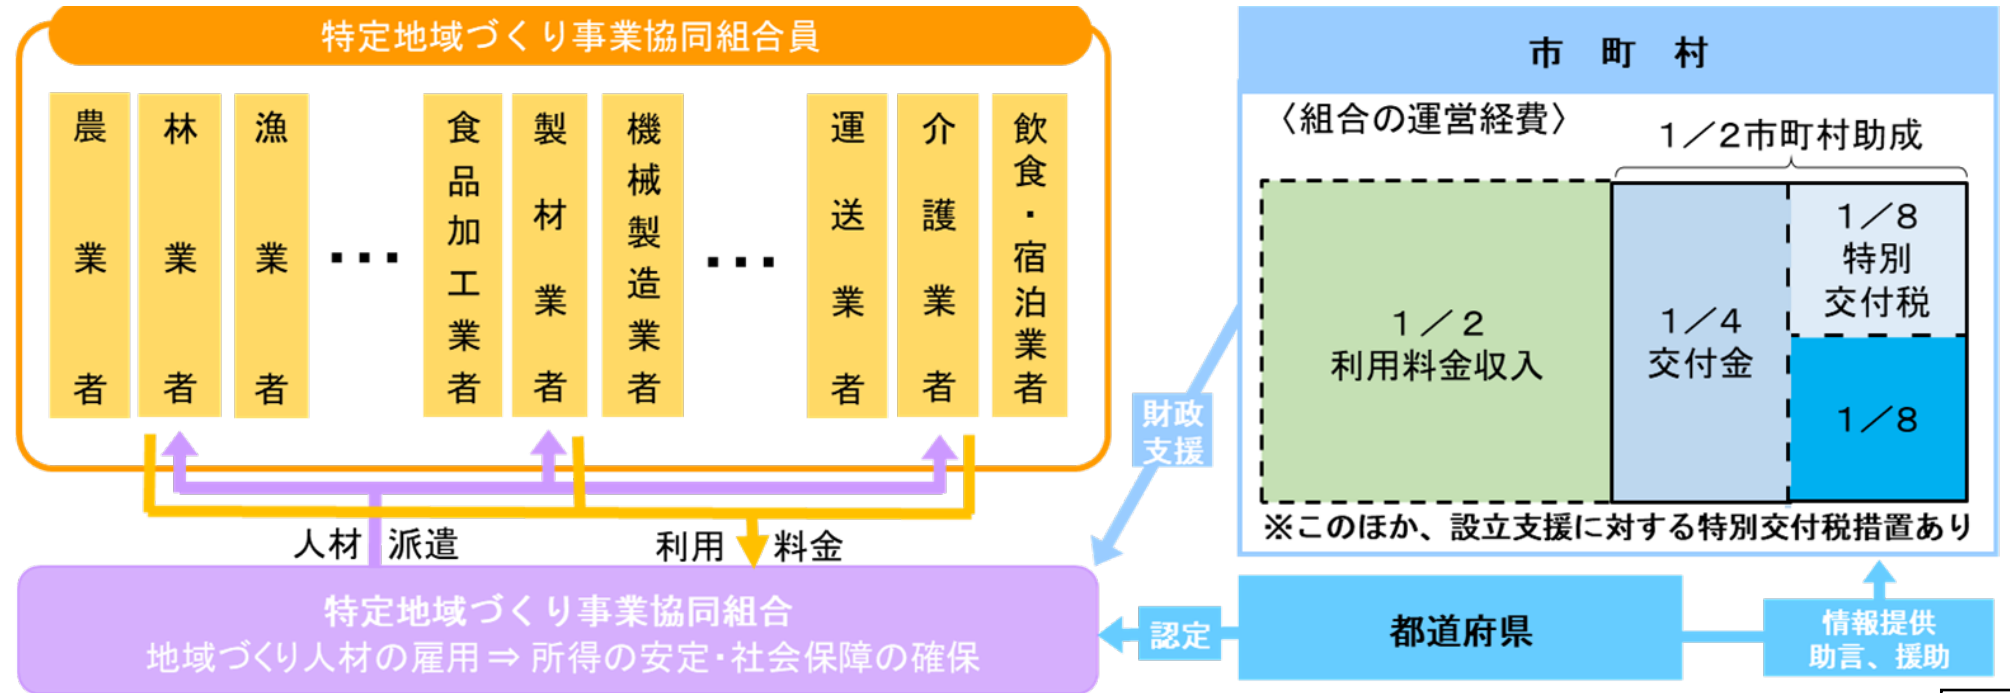 特定地域づくり事業協同組合員
農業者
林業者
漁業者
･･･
食品加工業者
製材業者
機械製造業者
･･･
運送業者
介護業者
飲食・宿泊業者
人材派遣
利用料金
特定地域づくり事業協同組合
地域づくり人材の雇用⇒所得の安定・社会保障の確保
市町村
〈組合の運営経費〉
1／2市町村助成
1／2
利用料金収入
1／4
交付金
1／8
特別
交付税
1／8
※このほか、設立支援に対する特別交付税措置あり
財政
支援
認定
都道府県
情報提供
助言、援助